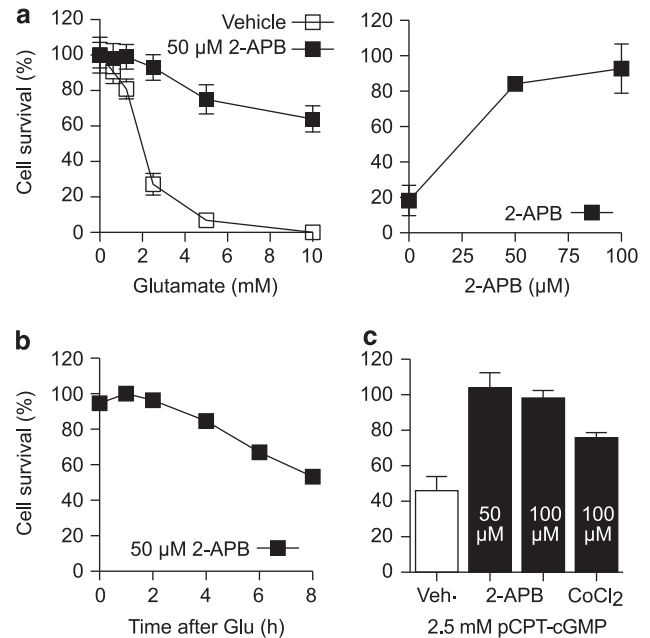 a
Vehicle
50 µM 2-APB
120
100
80
60
40
20
0
Cell survival (%)
0 2 4 6 8 10
Glutamate (mM)
120
100
80
60
40
20
0
2-APB
0 25 50 75 100
2-APB (µM)
b
120
100
80
60
40
20
0
Cell survival (%)
50 µM 2-APB
0 2 4 6 8
Time after Glu (h)
c
120
100
80
60
40
20
0
50 100 100
µM µM µM
Veh. 2-APB CoCl2
2.5 mM pCPT-cGMP